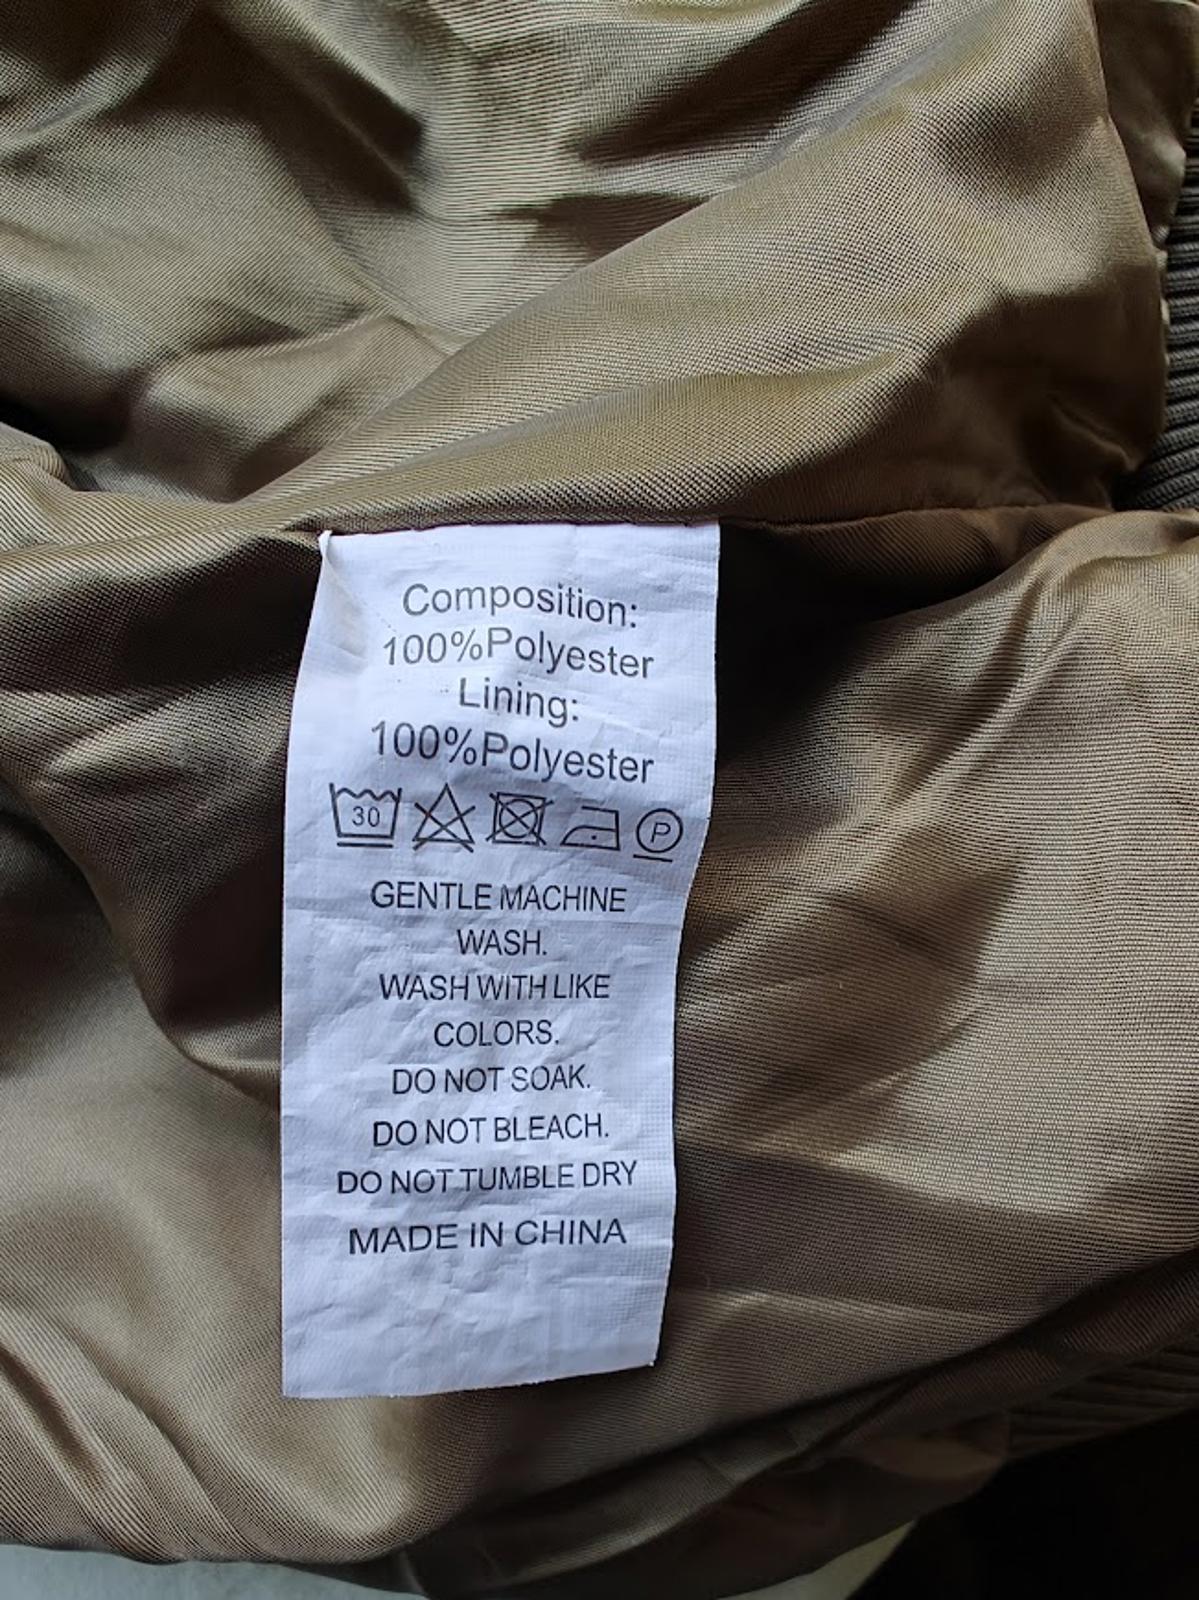 Composition:
100%Polyester
Lining:
100%Polyester
30 P
GENTLE MACHINE
WASH.
WASH WITH LIKE
COLORS.
DO NOT SOAK.
DO NOT BLEACH.
DO NOT TUMBLE DRY
MADE IN CHINA